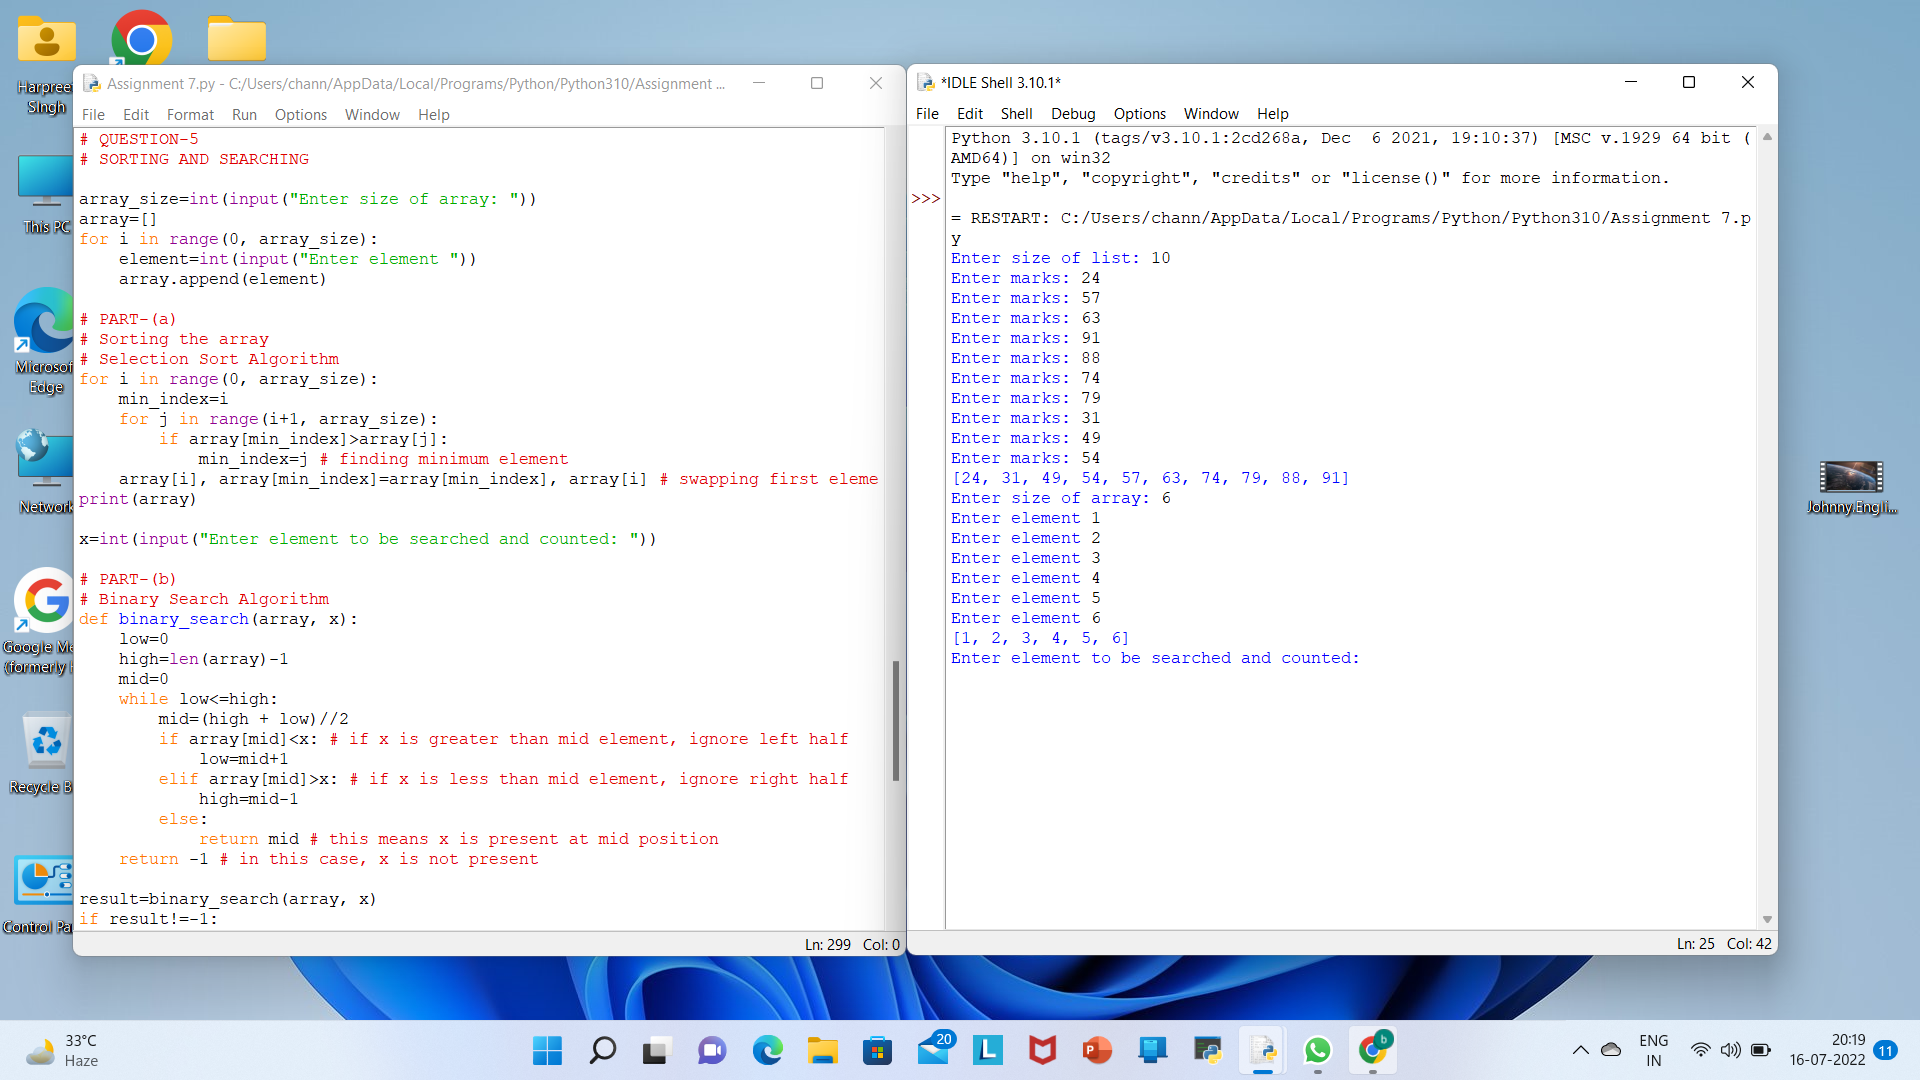 Harpreet
SIngh
This PC
Microsof
Edge
Network
Google Me
(formerly H
Recycle B
Control Pa
Assignment 7.py - C:/Users/chann/AppData/Local/Programs/Python/Python310/Assignment ...
File Edit Format Run Options Window Help
# QUESTION-5
# SORTING AND SEARCHING
array_size=int(input("Enter size of array: "))
array=[]
for i in range(0, array_size):
    element=int(input("Enter element "))
    array.append(element)
# PART-(a)
# Sorting the array
# Selection Sort Algorithm
for i in range(0, array_size):
    min_index=i
    for j in range(i+1, array_size):
        if array[min_index]>array[j]:
            min_index=j # finding minimum element
    array[i], array[min_index]=array[min_index], array[i] # swapping first eleme
print(array)
x=int(input("Enter element to be searched and counted: "))
# PART-(b)
# Binary Search Algorithm
def binary_search(array, x):
    low=0
    high=len(array)-1
    mid=0
    while low<=high:
        mid=(high + low)//2
        if array[mid]<x: # if x is greater than mid element, ignore left half
            low=mid+1
        elif array[mid]>x: # if x is less than mid element, ignore right half
            high=mid-1
        else:
            return mid # this means x is present at mid position
    return -1 # in this case, x is not present
result=binary_search(array, x)
if result!=-1:
Ln: 299 Col: 0
*IDLE Shell 3.10.1*
File Edit Shell Debug Options Window Help
Python 3.10.1 (tags/v3.10.1:2cd268a, Dec  6 2021, 19:10:37) [MSC v.1929 64 bit (
AMD64)] on win32
Type "help", "copyright", "credits" or "license()" for more information.
>>>
= RESTART: C:/Users/chann/AppData/Local/Programs/Python/Python310/Assignment 7.p
y
Enter size of list: 10
Enter marks: 24
Enter marks: 57
Enter marks: 63
Enter marks: 91
Enter marks: 88
Enter marks: 74
Enter marks: 79
Enter marks: 31
Enter marks: 49
Enter marks: 54
[24, 31, 49, 54, 57, 63, 74, 79, 88, 91]
Enter size of array: 6
Enter element 1
Enter element 2
Enter element 3
Enter element 4
Enter element 5
Enter element 6
[1, 2, 3, 4, 5, 6]
Enter element to be searched and counted:
Ln: 25 Col: 42
Johnny.Engli...
33°C
Haze
20
L
P
b
ENG
IN
20:19
16-07-2022
11